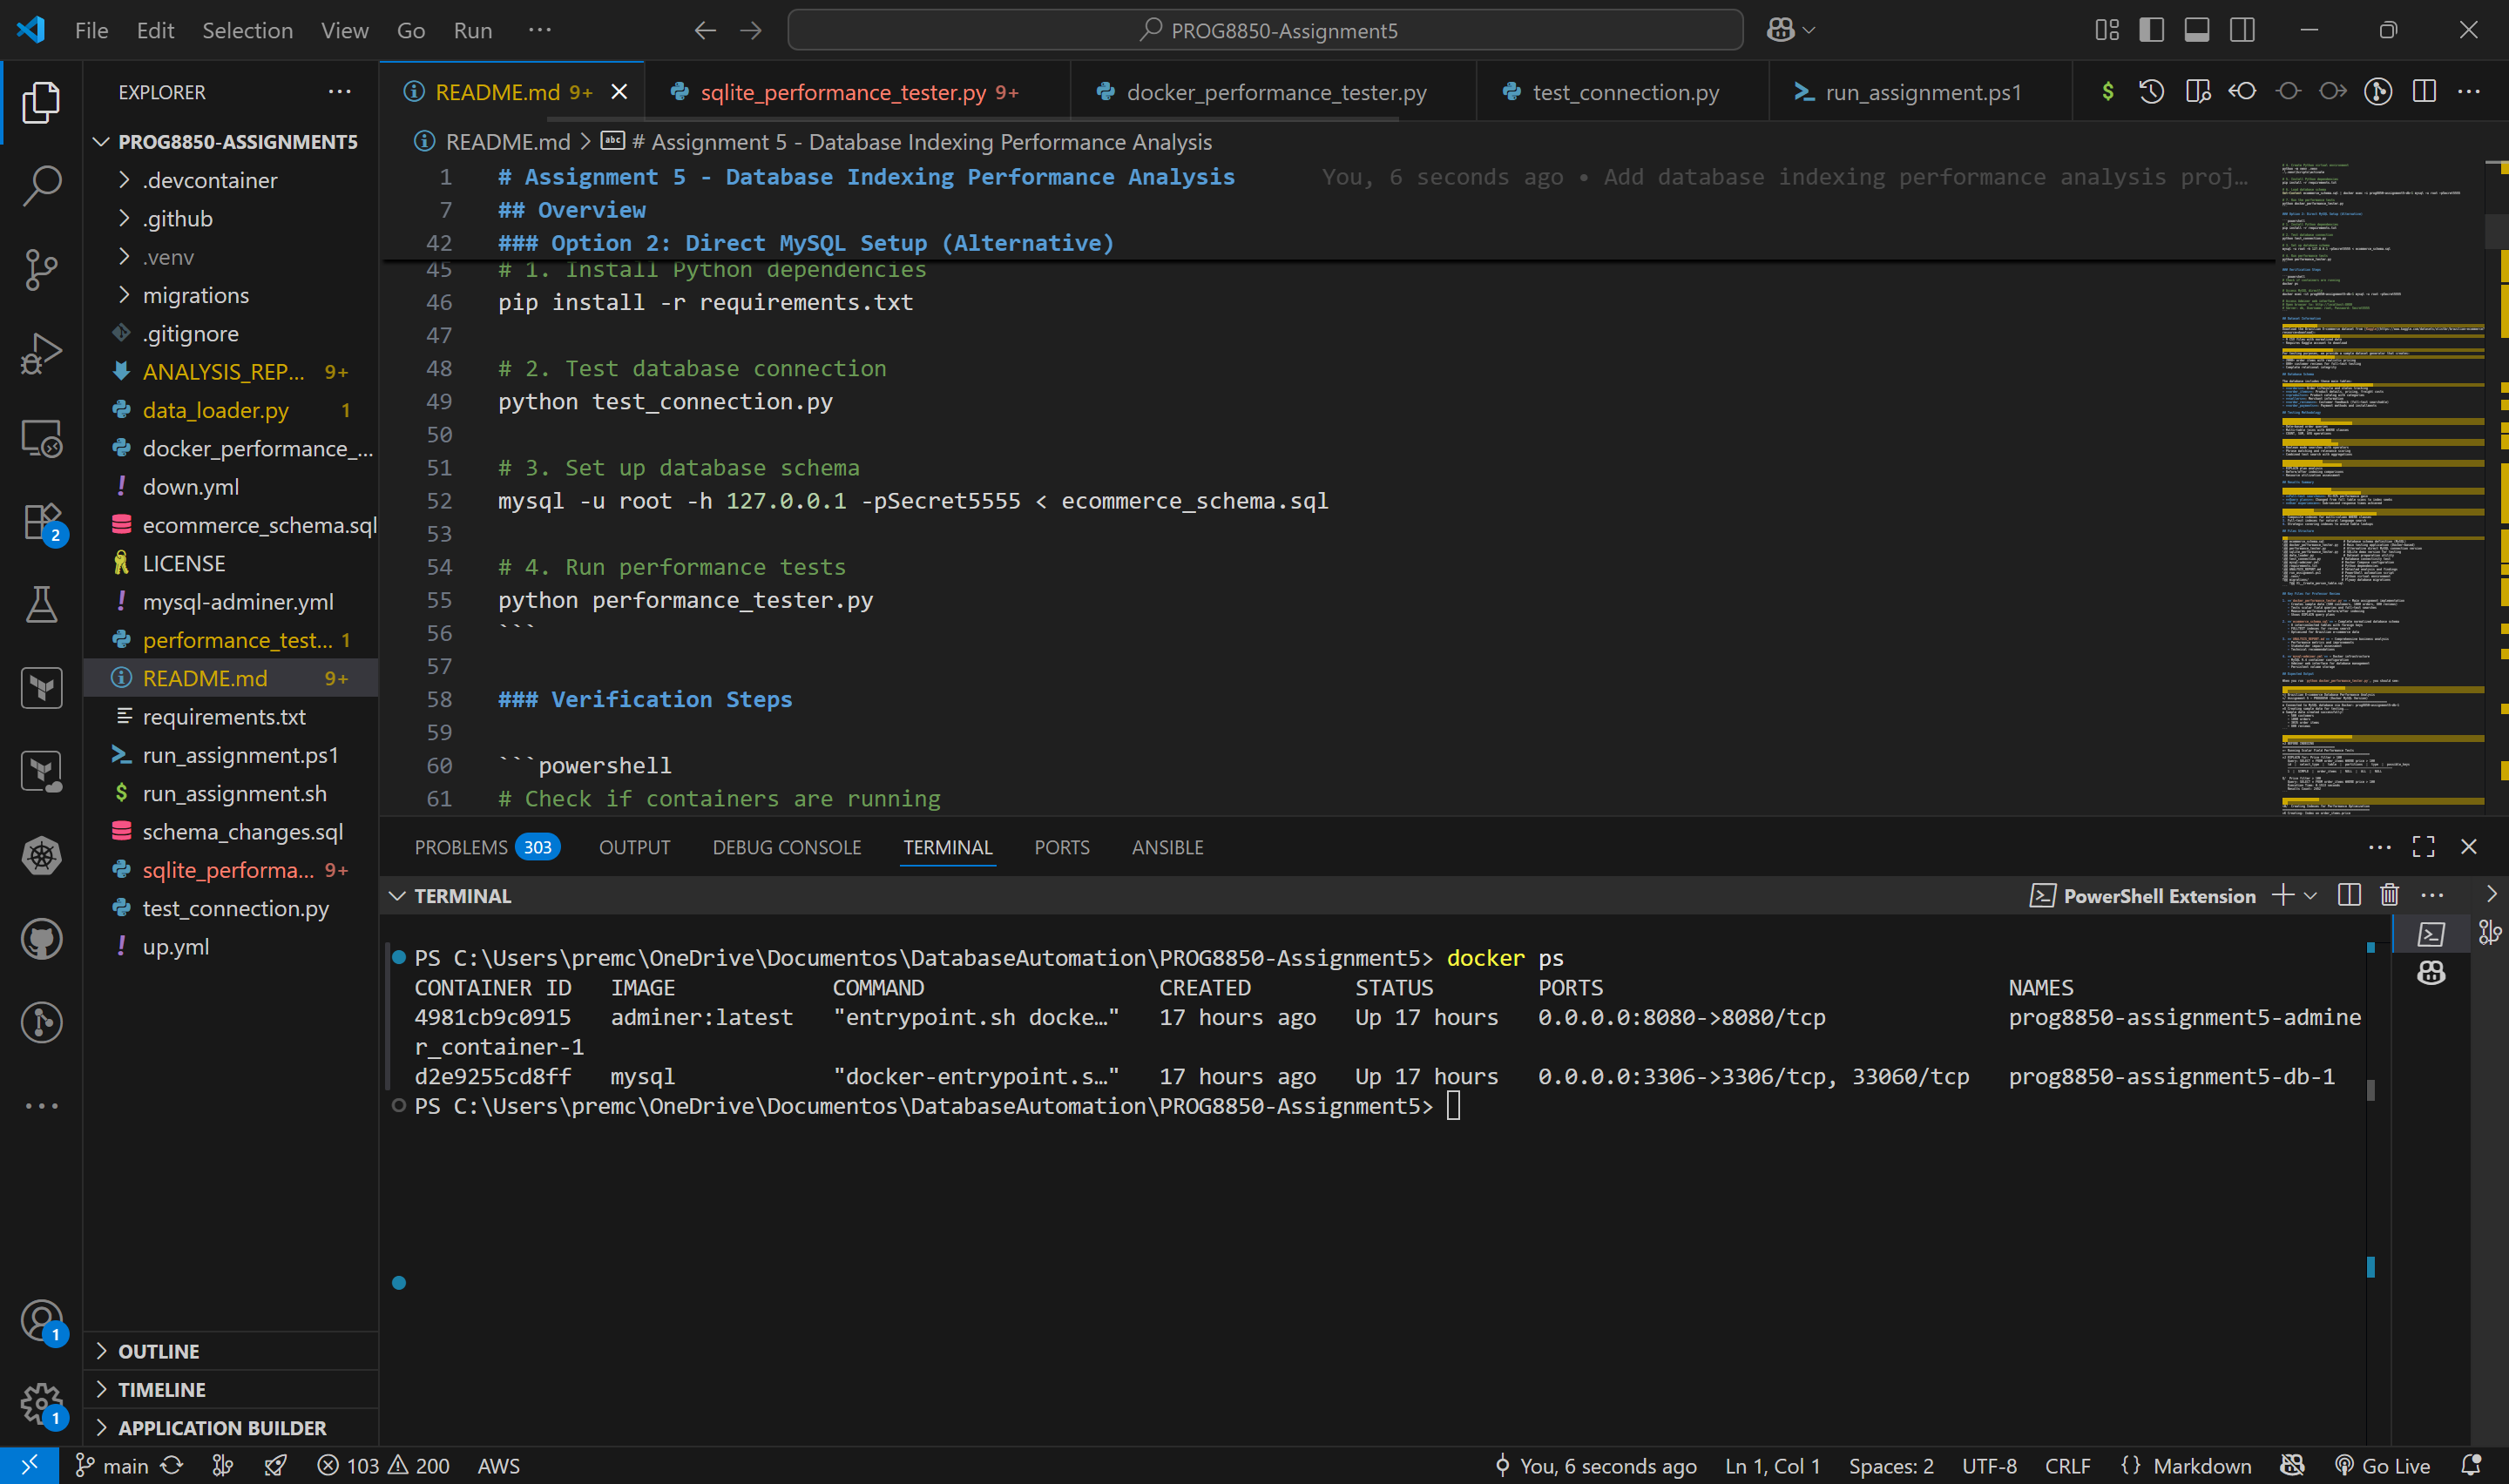 File Edit Selection View Go Run ···
PROG8850-Assignment5
EXPLORER
PROG8850-ASSIGNMENT5
.devcontainer
.github
.venv
migrations
.gitignore
ANALYSIS_REP... 9+
data_loader.py 1
docker_performance_...
down.yml
ecommerce_schema.sql
LICENSE
mysql-adminer.yml
performance_test... 1
README.md 9+
requirements.txt
run_assignment.ps1
run_assignment.sh
schema_changes.sql
sqlite_performa... 9+
test_connection.py
up.yml
OUTLINE
TIMELINE
APPLICATION BUILDER
2
1
1
README.md 9+ sqlite_performance_tester.py 9+ docker_performance_tester.py test_connection.py run_assignment.ps1
README.md > # Assignment 5 - Database Indexing Performance Analysis
1 # Assignment 5 - Database Indexing Performance Analysis You, 6 seconds ago • Add database indexing performance analysis proj…
7 ## Overview
42 ### Option 2: Direct MySQL Setup (Alternative)
45 # 1. Install Python dependencies
46 pip install -r requirements.txt
47
48 # 2. Test database connection
49 python test_connection.py
50
51 # 3. Set up database schema
52 mysql -u root -h 127.0.0.1 -pSecret5555 < ecommerce_schema.sql
53
54 # 4. Run performance tests
55 python performance_tester.py
56 ```
57
58 ### Verification Steps
59
60 ```powershell
61 # Check if containers are running
PROBLEMS 303 OUTPUT DEBUG CONSOLE TERMINAL PORTS ANSIBLE
TERMINAL PowerShell Extension
PS C:\Users\premc\OneDrive\Documentos\DatabaseAutomation\PROG8850-Assignment5> docker ps
CONTAINER ID IMAGE COMMAND CREATED STATUS PORTS NAMES
4981cb9c0915 adminer:latest "entrypoint.sh docke…" 17 hours ago Up 17 hours 0.0.0.0:8080->8080/tcp prog8850-assignment5-admine
r_container-1
d2e9255cd8ff mysql "docker-entrypoint.s…" 17 hours ago Up 17 hours 0.0.0.0:3306->3306/tcp, 33060/tcp prog8850-assignment5-db-1
PS C:\Users\premc\OneDrive\Documentos\DatabaseAutomation\PROG8850-Assignment5>
main 103 200 AWS You, 6 seconds ago Ln 1, Col 1 Spaces: 2 UTF-8 CRLF {} Markdown Go Live